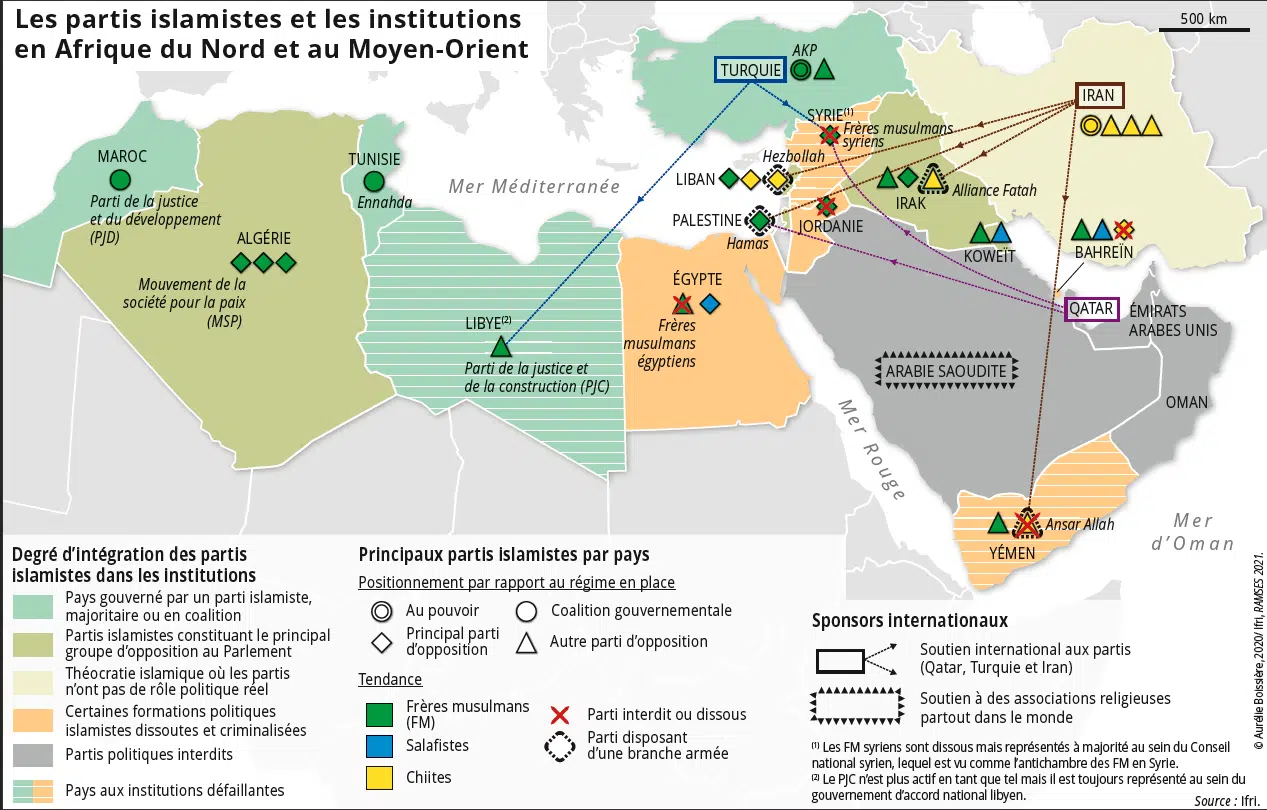 Les partis islamistes et les institutions
en Afrique du Nord et au Moyen-Orient
500 km
AKP
TURQUIE
IRAN
SYRIE(1)
Frères musulmans
syriens
MAROC
Parti de la justice
et du développement
(PJD)
TUNISIE
Ennahda
Mer Méditerranée
Hezbollah
LIBAN
IRAK
Alliance Fatah
PALESTINE
Hamas
JORDANIE
ALGÉRIE
Mouvement de la
société pour la paix
(MSP)
KOWEÏT
BAHREÏN
ÉGYPTE
Frères
musulmans
égyptiens
LIBYE(2)
Parti de la justice et
de la construction (PJC)
QATAR
ÉMIRATS
ARABES UNIS
ARABIE SAOUDITE
OMAN
Mer Rouge
Ansar Allah
YÉMEN
Mer
d'Oman
Degré d'intégration des partis
islamistes dans les institutions
Pays gouverné par un parti islamiste,
majoritaire ou en coalition
Partis islamistes constituant le principal
groupe d'opposition au Parlement
Théocratie islamique où les partis
n'ont pas de rôle politique réel
Certaines formations politiques
islamistes dissoutes et criminalisées
Partis politiques interdits
Pays aux institutions défaillantes
Principaux partis islamistes par pays
Positionnement par rapport au régime en place
Au pouvoir
Coalition gouvernementale
Principal parti
d'opposition
Autre parti d'opposition
Tendance
Frères musulmans
(FM)
Salafistes
Chiites
Parti interdit ou dissous
Parti disposant
d'une branche armée
Sponsors internationaux
Soutien international aux partis
(Qatar, Turquie et Iran)
Soutien à des associations religieuses
partout dans le monde
(1) Les FM syriens sont dissous mais représentés à majorité au sein du Conseil
national syrien, lequel est vu comme l'antichambre des FM en Syrie.
(2) Le PJC n'est plus actif en tant que tel mais il est toujours représenté au sein du
gouvernement d'accord national libyen.
Source : Ifri.
© Aurélie Boissière, 2020/ Ifri, RAMSES 2021.